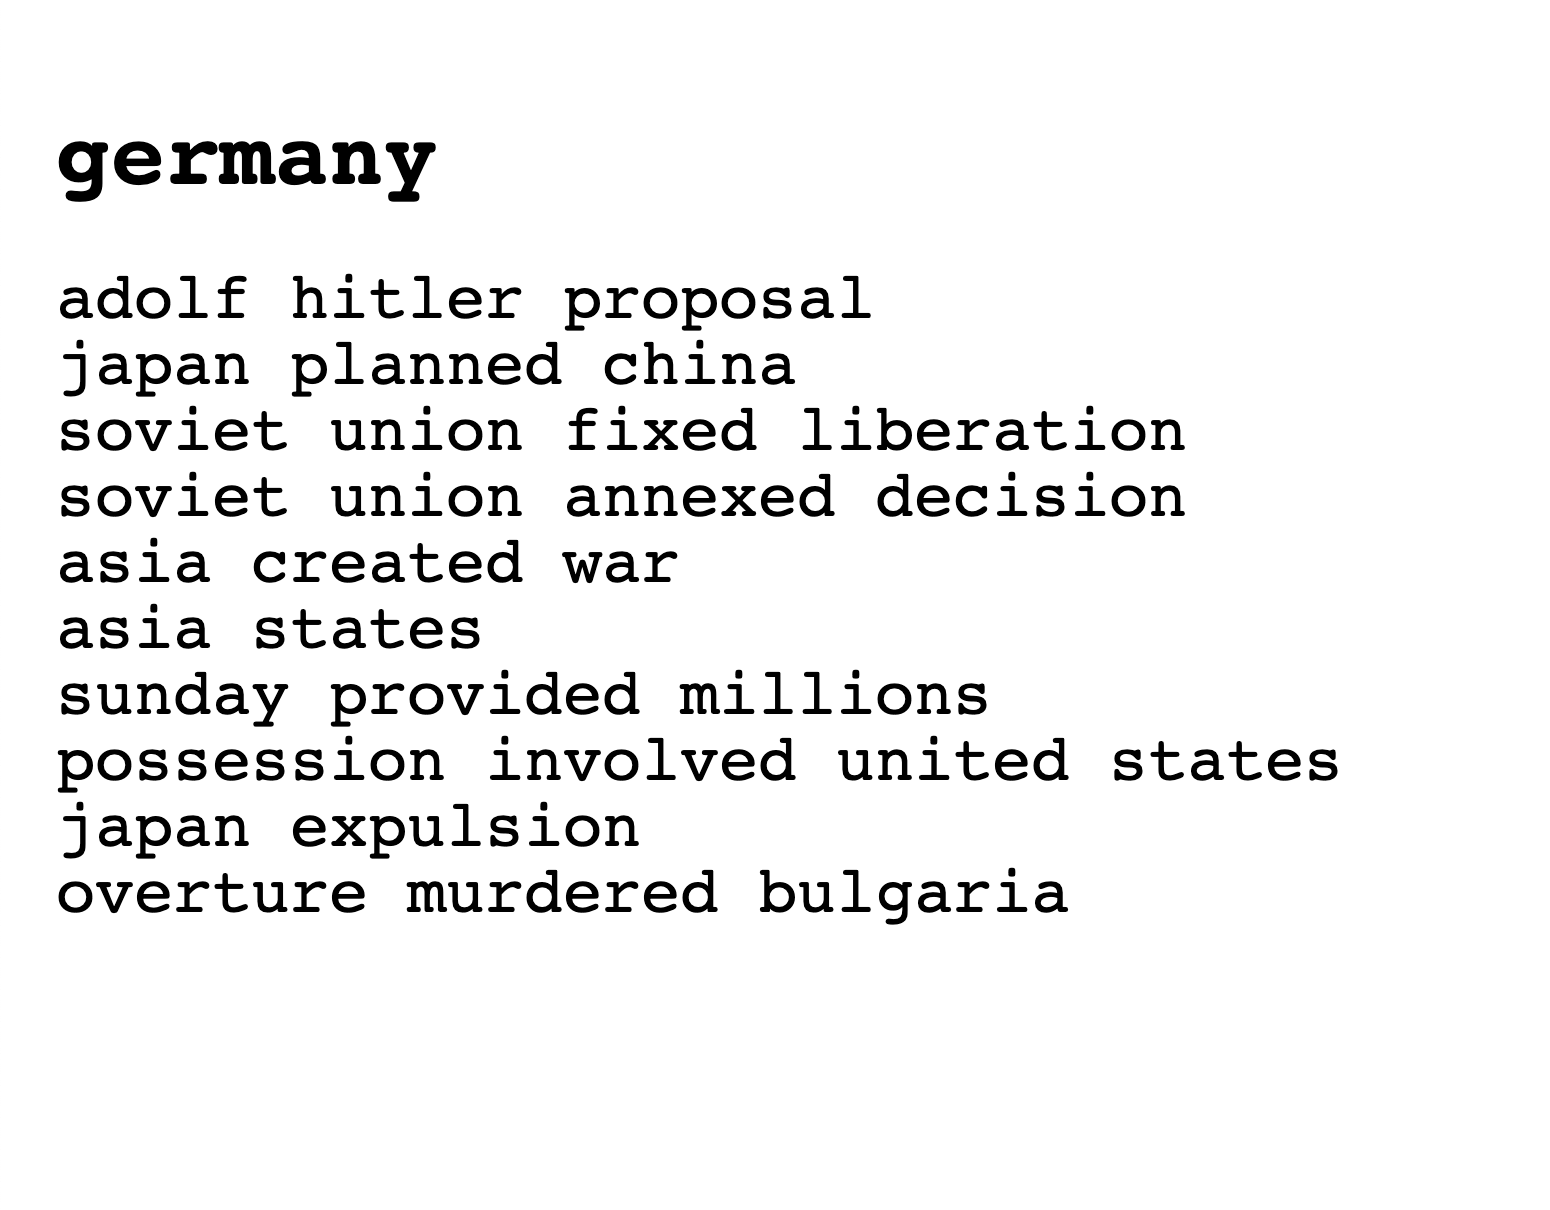 germany
adolf hitler proposal
japan planned china
soviet union fixed liberation
soviet union annexed decision
asia created war
asia states
sunday provided millions
possession involved united states
japan expulsion
overture murdered bulgaria